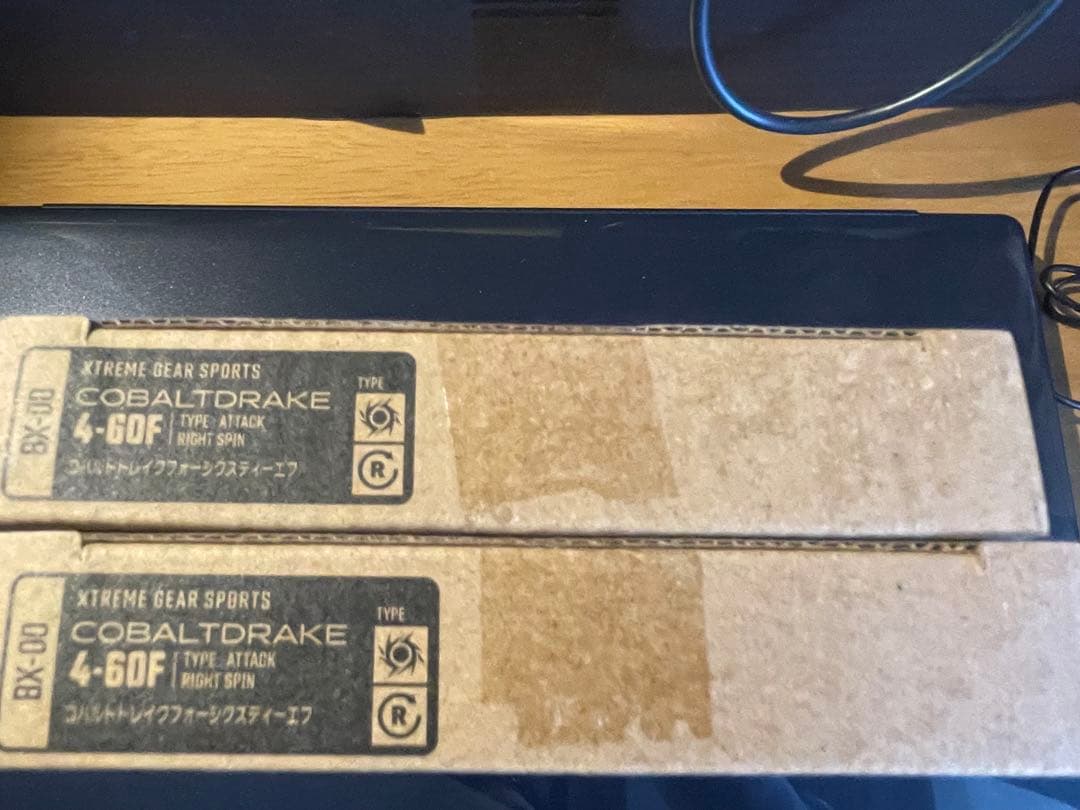 BX-00
XTREME GEAR SPORTS
COBALTDRAKE
4-60F
TYPE ATTACK
RIGHT SPIN
コバルトドレイクフォーシクスティーエフ
TYPE
R
BX-00
XTREME GEAR SPORTS
COBALTDRAKE
4-60F
TYPE ATTACK
RIGHT SPIN
コバルトドレイクフォーシクスティーエフ
TYPE
R